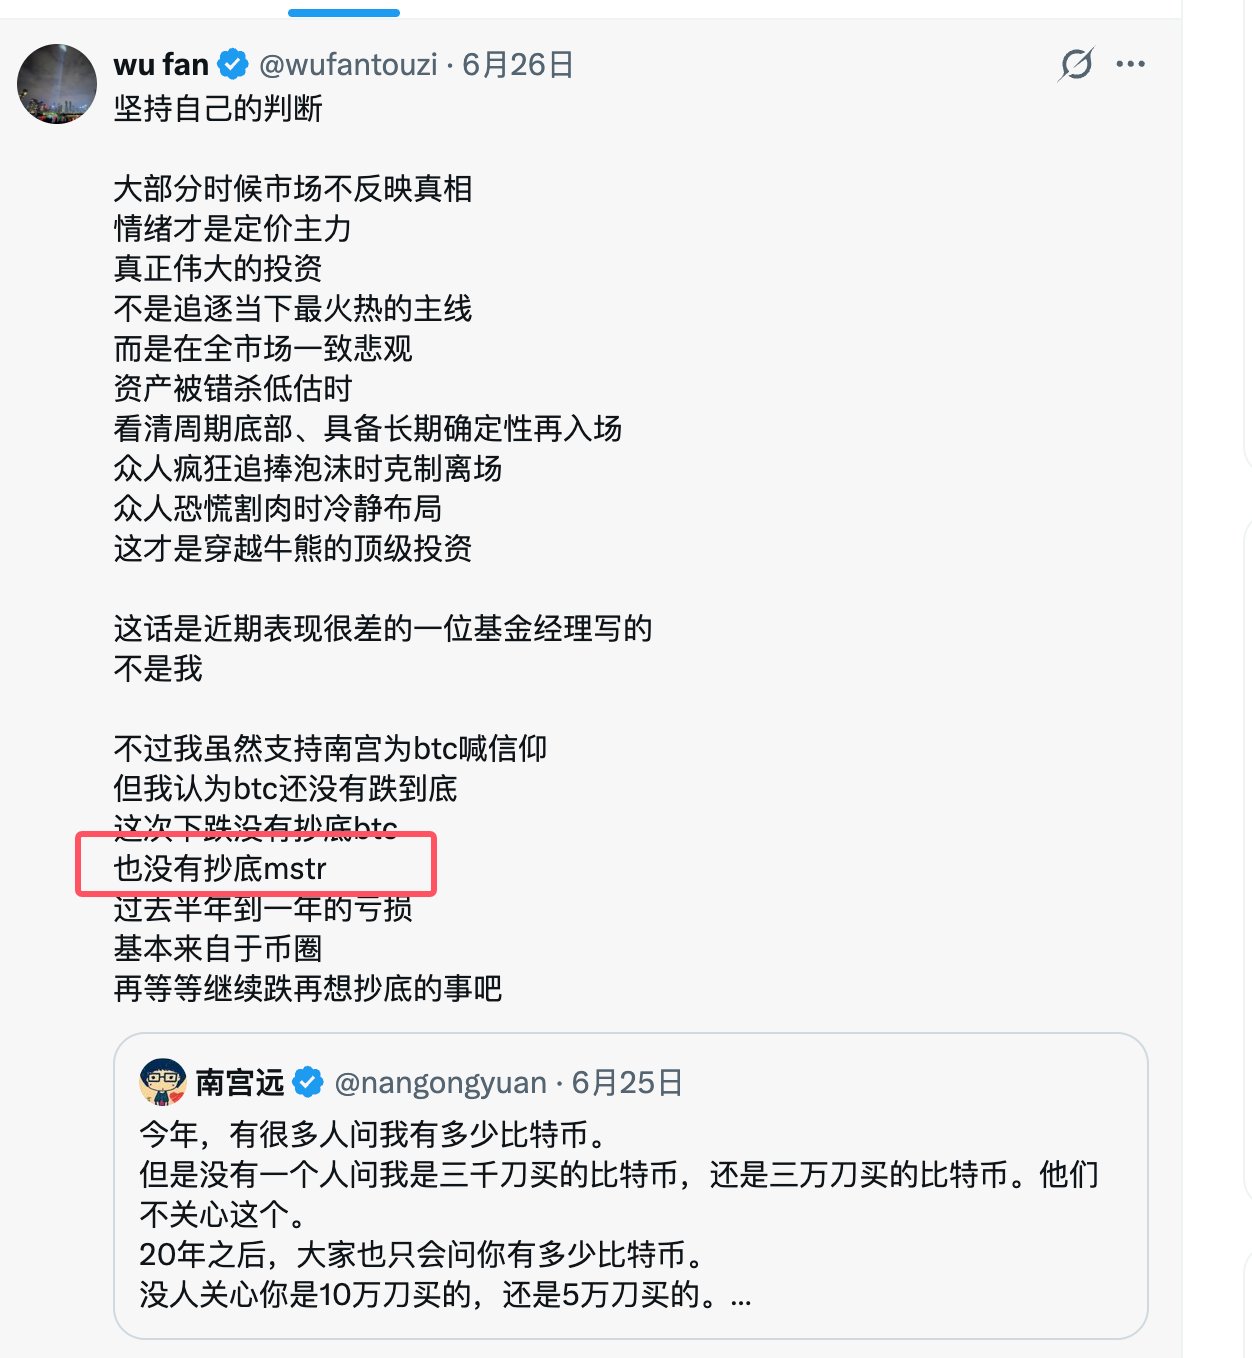 wu fan @wufantouzi · 6月26日
坚持自己的判断
大部分时候市场不反映真相
情绪才是定价主力
真正伟大的投资
不是追逐当下最火热的主线
而是在全市场一致悲观
资产被错杀低估时
看清周期底部、具备长期确定性再入场
众人疯狂追捧泡沫时克制离场
众人恐慌割肉时冷静布局
这才是穿越牛熊的顶级投资
这话是近期表现很差的一位基金经理写的
不是我
不过我虽然支持南宫为btc喊信仰
但我认为btc还没有跌到底
这次下跌没有抄底btc
也没有抄底mstr
过去半年到一年的亏损
基本来自于币圈
再等等继续跌再想抄底的事吧
南宫远 @nangongyuan · 6月25日
今年，有很多人问我有多少比特币。
但是没有一个人问我是三千刀买的比特币，还是三万刀买的比特币。他们
不关心这个。
20年之后，大家也只会问你有多少比特币。
没人关心你是10万刀买的，还是5万刀买的。...